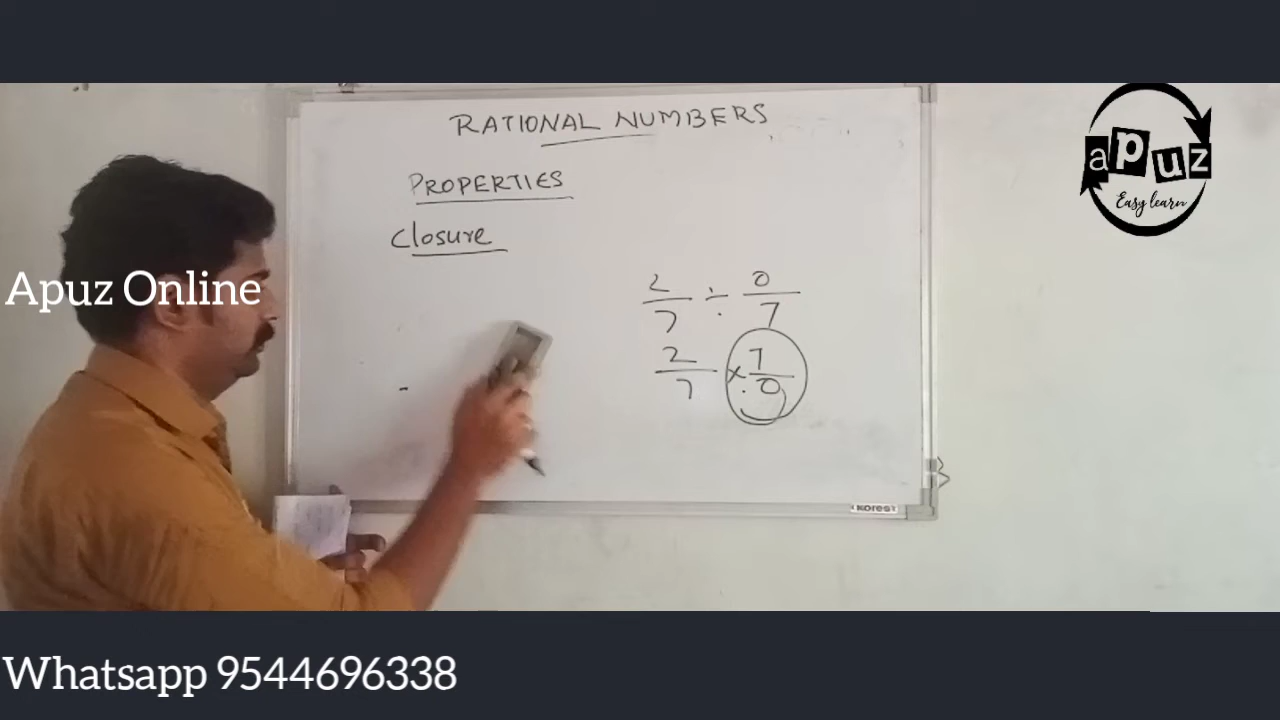 RATIONAL NUMBERS
PROPERTIES
Closure
2/7 ÷ 0/7
2/7 × 7/0
apuz
Easy learn
Apuz Online
kores
Whatsapp 9544696338